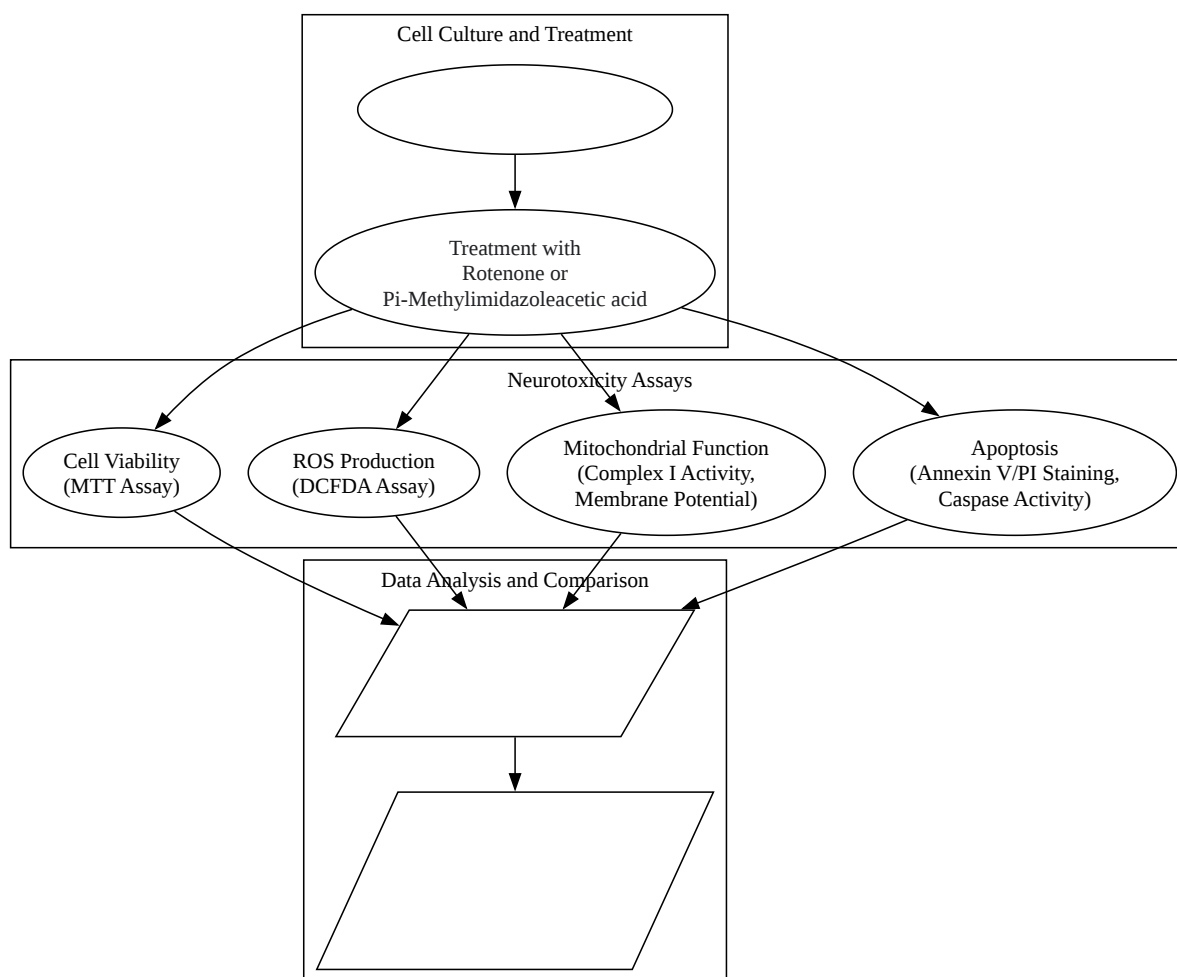 Cell Culture and Treatment
Treatment with
Rotenone or
Pi-Methylimidazoleacetic acid
Neurotoxicity Assays
Cell Viability
(MTT Assay)
ROS Production
(DCFDA Assay)
Mitochondrial Function
(Complex I Activity,
Membrane Potential)
Apoptosis
(Annexin V/PI Staining,
Caspase Activity)
Data Analysis and Comparison